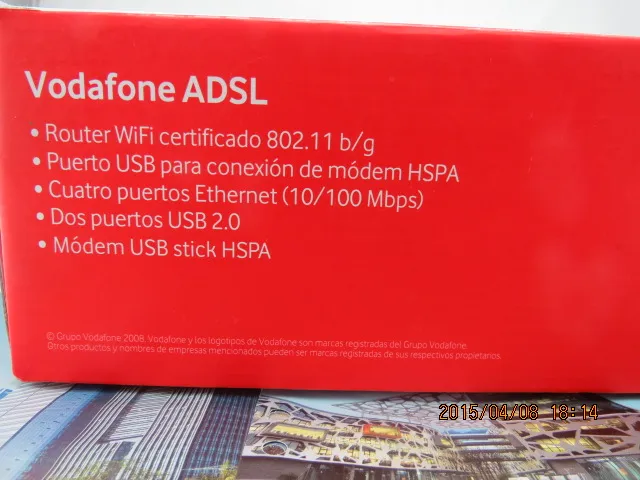 Vodafone ADSL
• Router WiFi certificado 802.11 b/g
• Puerto USB para conexión de módem HSPA
• Cuatro puertos Ethernet (10/100 Mbps)
• Dos puertos USB 2.0
• Módem USB stick HSPA
© Grupo Vodafone 2008. Vodafone y los logotipos de Vodafone son marcas registradas del Grupo Vodafone.
Otros productos y nombres de empresas mencionados pueden ser marcas registradas de sus respectivos propietarios.
2015/04/08 18:14